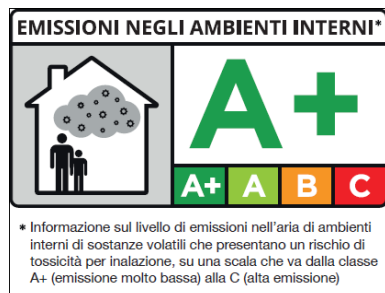 EMISSIONI NEGLI AMBIENTI INTERNI*
A+
A+ A B C
* Informazione sul livello di emissioni nell'aria di ambienti
interni di sostanze volatili che presentano un rischio di
tossicità per inalazione, su una scala che va dalla classe
A+ (emissione molto bassa) alla C (alta emissione)